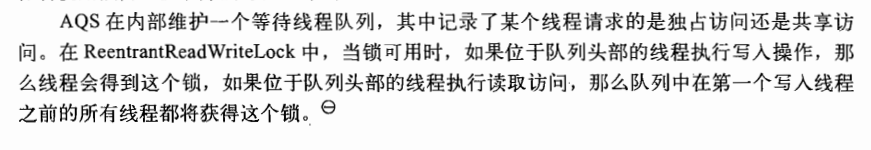 AQS 在内部维护一个等待线程队列，其中记录了某个线程请求的是独占访问还是共享访
问。在 ReentrantReadWriteLock 中，当锁可用时，如果位于队列头部的线程执行写入操作，那
么线程会得到这个锁，如果位于队列头部的线程执行读取访问，那么队列中在第一个写入线程
之前的所有线程都将获得这个锁。㊀